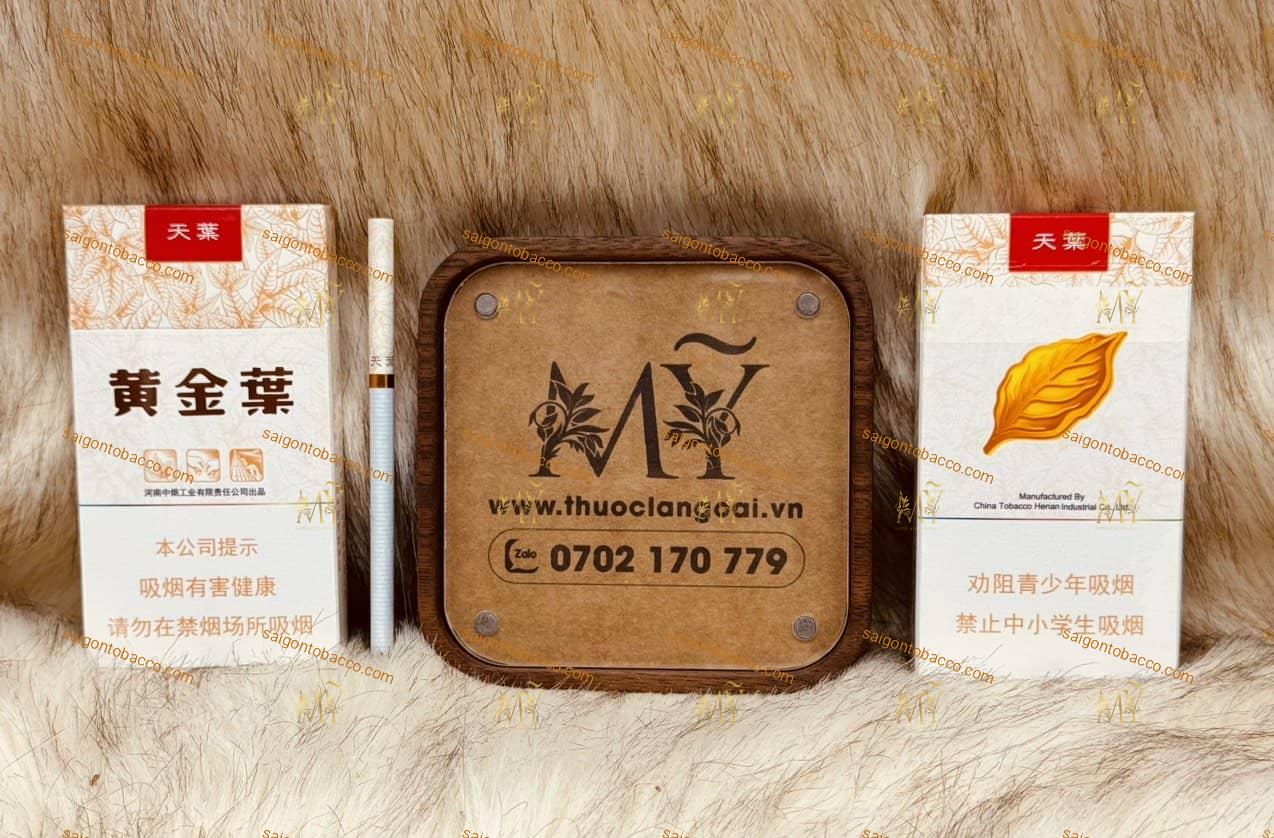 天葉
黄金葉
河南中烟工业有限责任公司出品
本公司提示
吸烟有害健康
请勿在禁烟场所吸烟
天葉
MỸ
www.thuoclangcai.vn
Zalo 0702 170 779
天葉
Manufactured By
China Tobacco Henan Industrial Co., Ltd.
劝阻青少年吸烟
禁止中小学生吸烟
saigontobacco.com